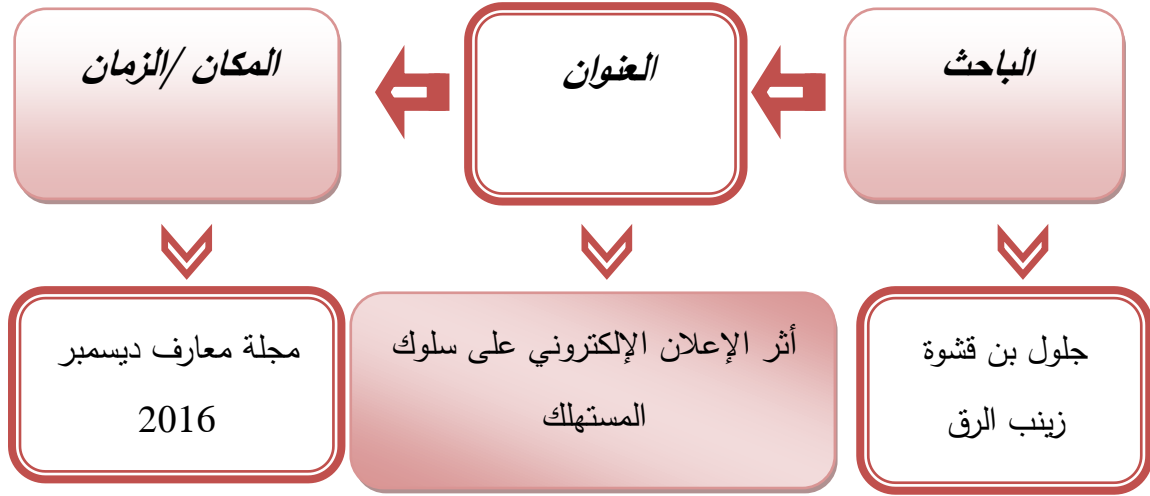 الباحث
العنوان
المكان /الزمان
جلول بن قشوة
زينب الرق
أثر الإعلان الإلكتروني على سلوك
المستهلك
مجلة معارف ديسمبر
2016